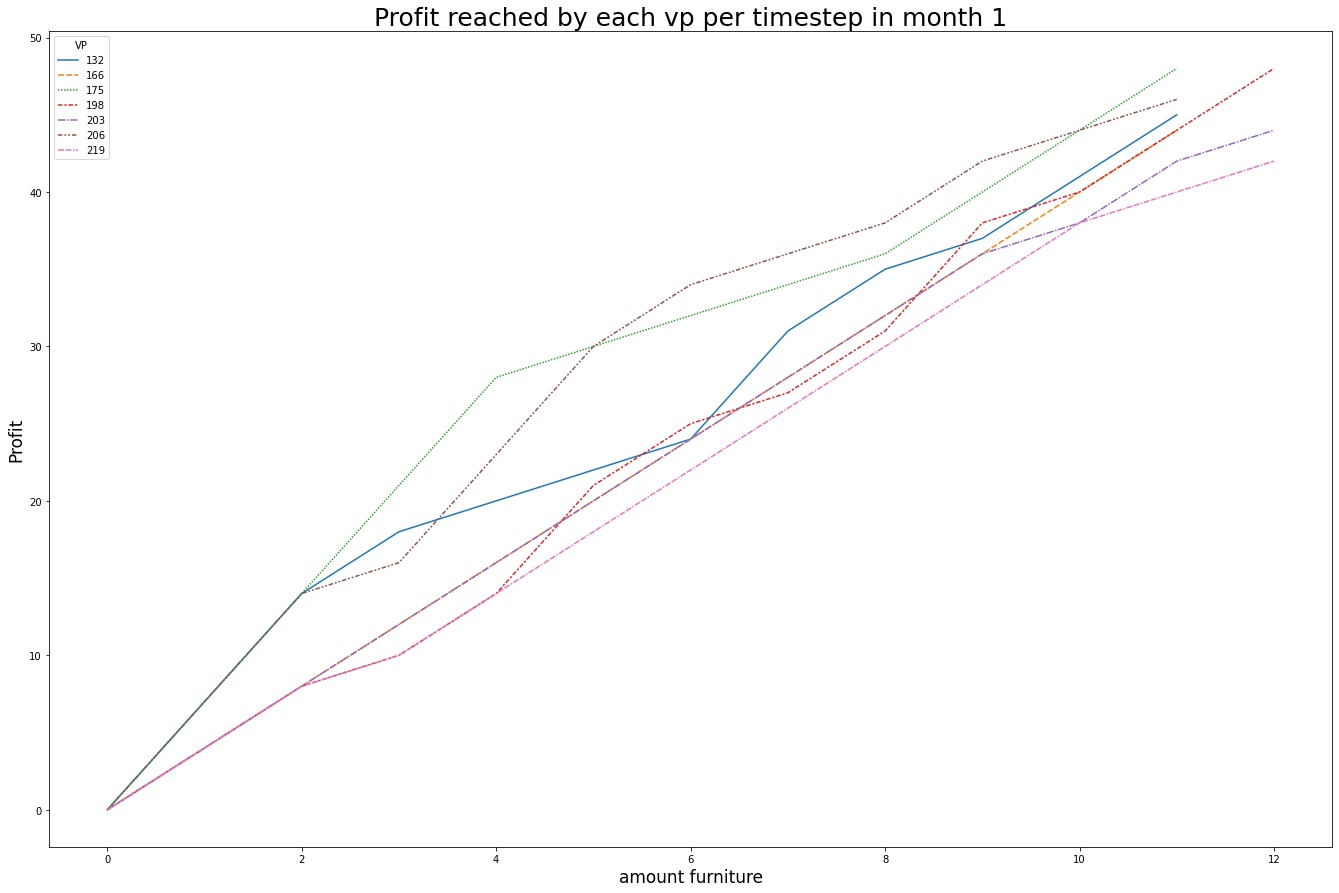 Profit reached by each vp per timestep in month 1
VP
132
166
175
198
203
206
219
50
40
30
20
10
0
Profit
0 2 4 6 8 10 12
amount furniture